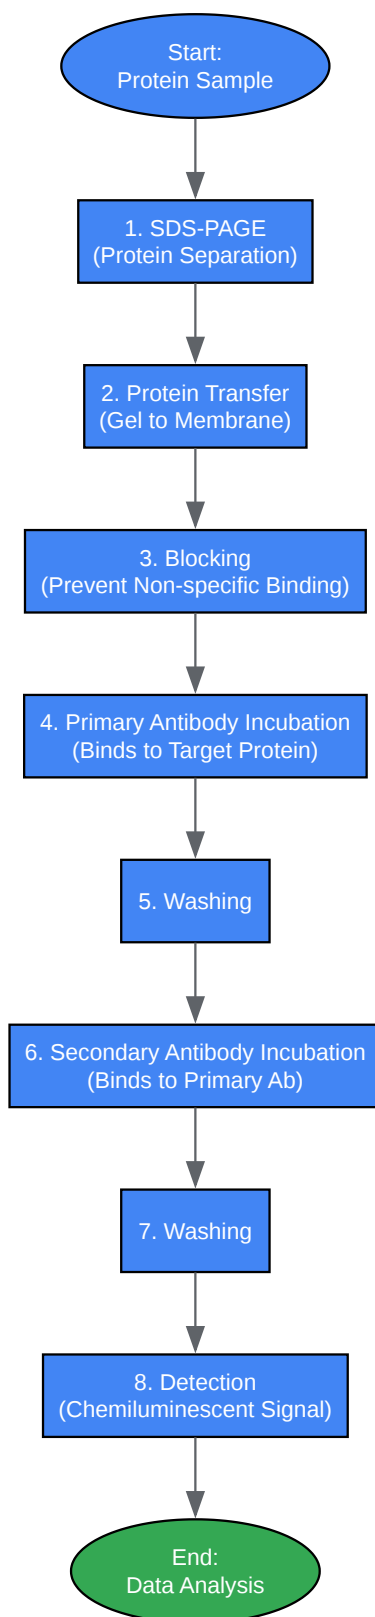 Start:
Protein Sample
1. SDS-PAGE
(Protein Separation)
2. Protein Transfer
(Gel to Membrane)
3. Blocking
(Prevent Non-specific Binding)
4. Primary Antibody Incubation
(Binds to Target Protein)
5. Washing
6. Secondary Antibody Incubation
(Binds to Primary Ab)
7. Washing
8. Detection
(Chemiluminescent Signal)
End:
Data Analysis